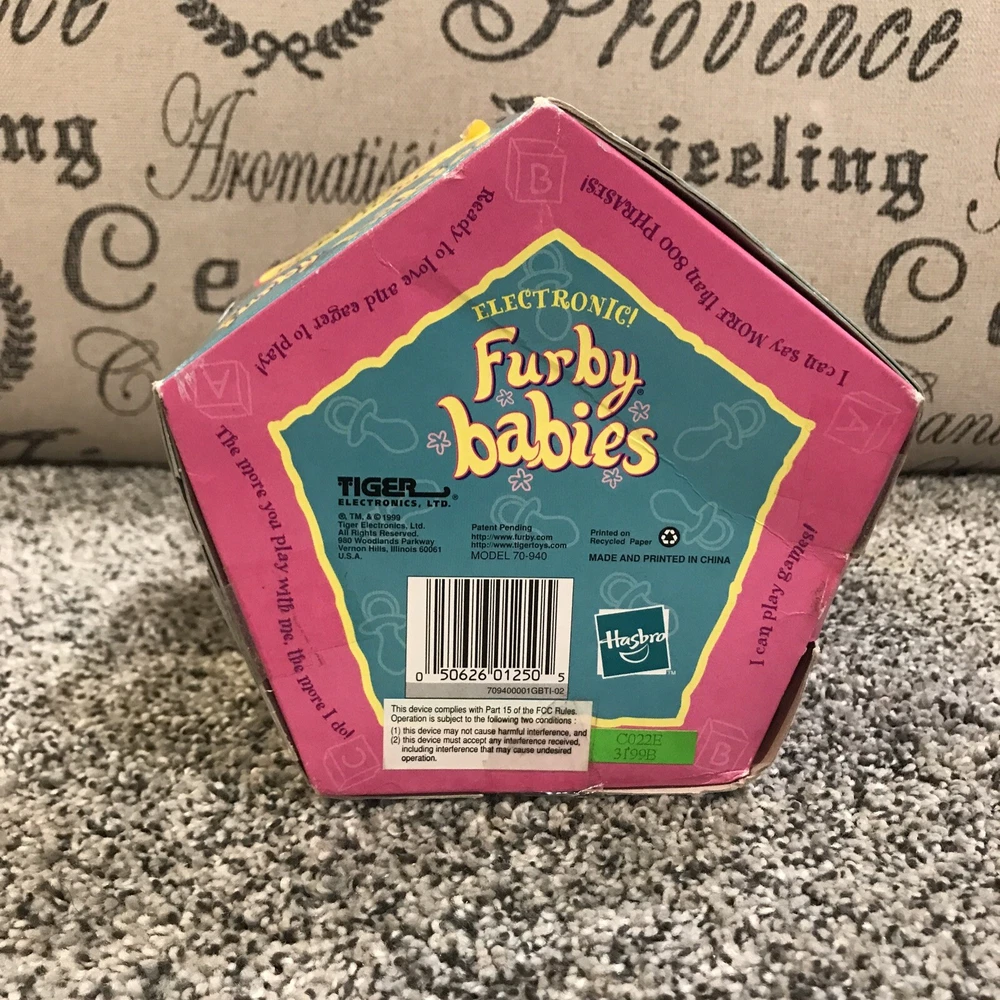 Provence
ng
Aromatis
jeeling
Ce
C
ELECTRONIC!
Furby
babies
Ready to love and eager to play!
I can say MORE than 800 PHRASES!
The more you play with me, the more I do!
I can play games!
B
A
A
C
B
TIGER®
ELECTRONICS, LTD.
®, TM, & © 1999
Tiger Electronics, Ltd.
All Rights Reserved.
980 Woodlands Parkway
Vernon Hills, Illinois 60061
U.S.A.
Patent Pending
http://www.furby.com
http://www.tigertoys.com
MODEL 70-940
Printed on
Recycled Paper
MADE AND PRINTED IN CHINA
Hasbro
TM
0 50626 01250 5
709400001GBTI-02
This device complies with Part 15 of the FCC Rules.
Operation is subject to the following two conditions :
(1) this device may not cause harmful interference, and
(2) this device must accept any interference received,
including interference that may cause undesired
operation.
C022E
3199B